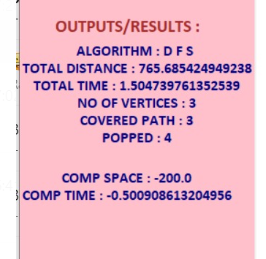 OUTPUTS/RESULTS :
ALGORITHM : D F S
TOTAL DISTANCE : 765.685424949238
TOTAL TIME : 1.504739761352539
NO OF VERTICES : 3
COVERED PATH : 3
POPPED : 4
COMP SPACE : -200.0
COMP TIME : -0.500908613204956